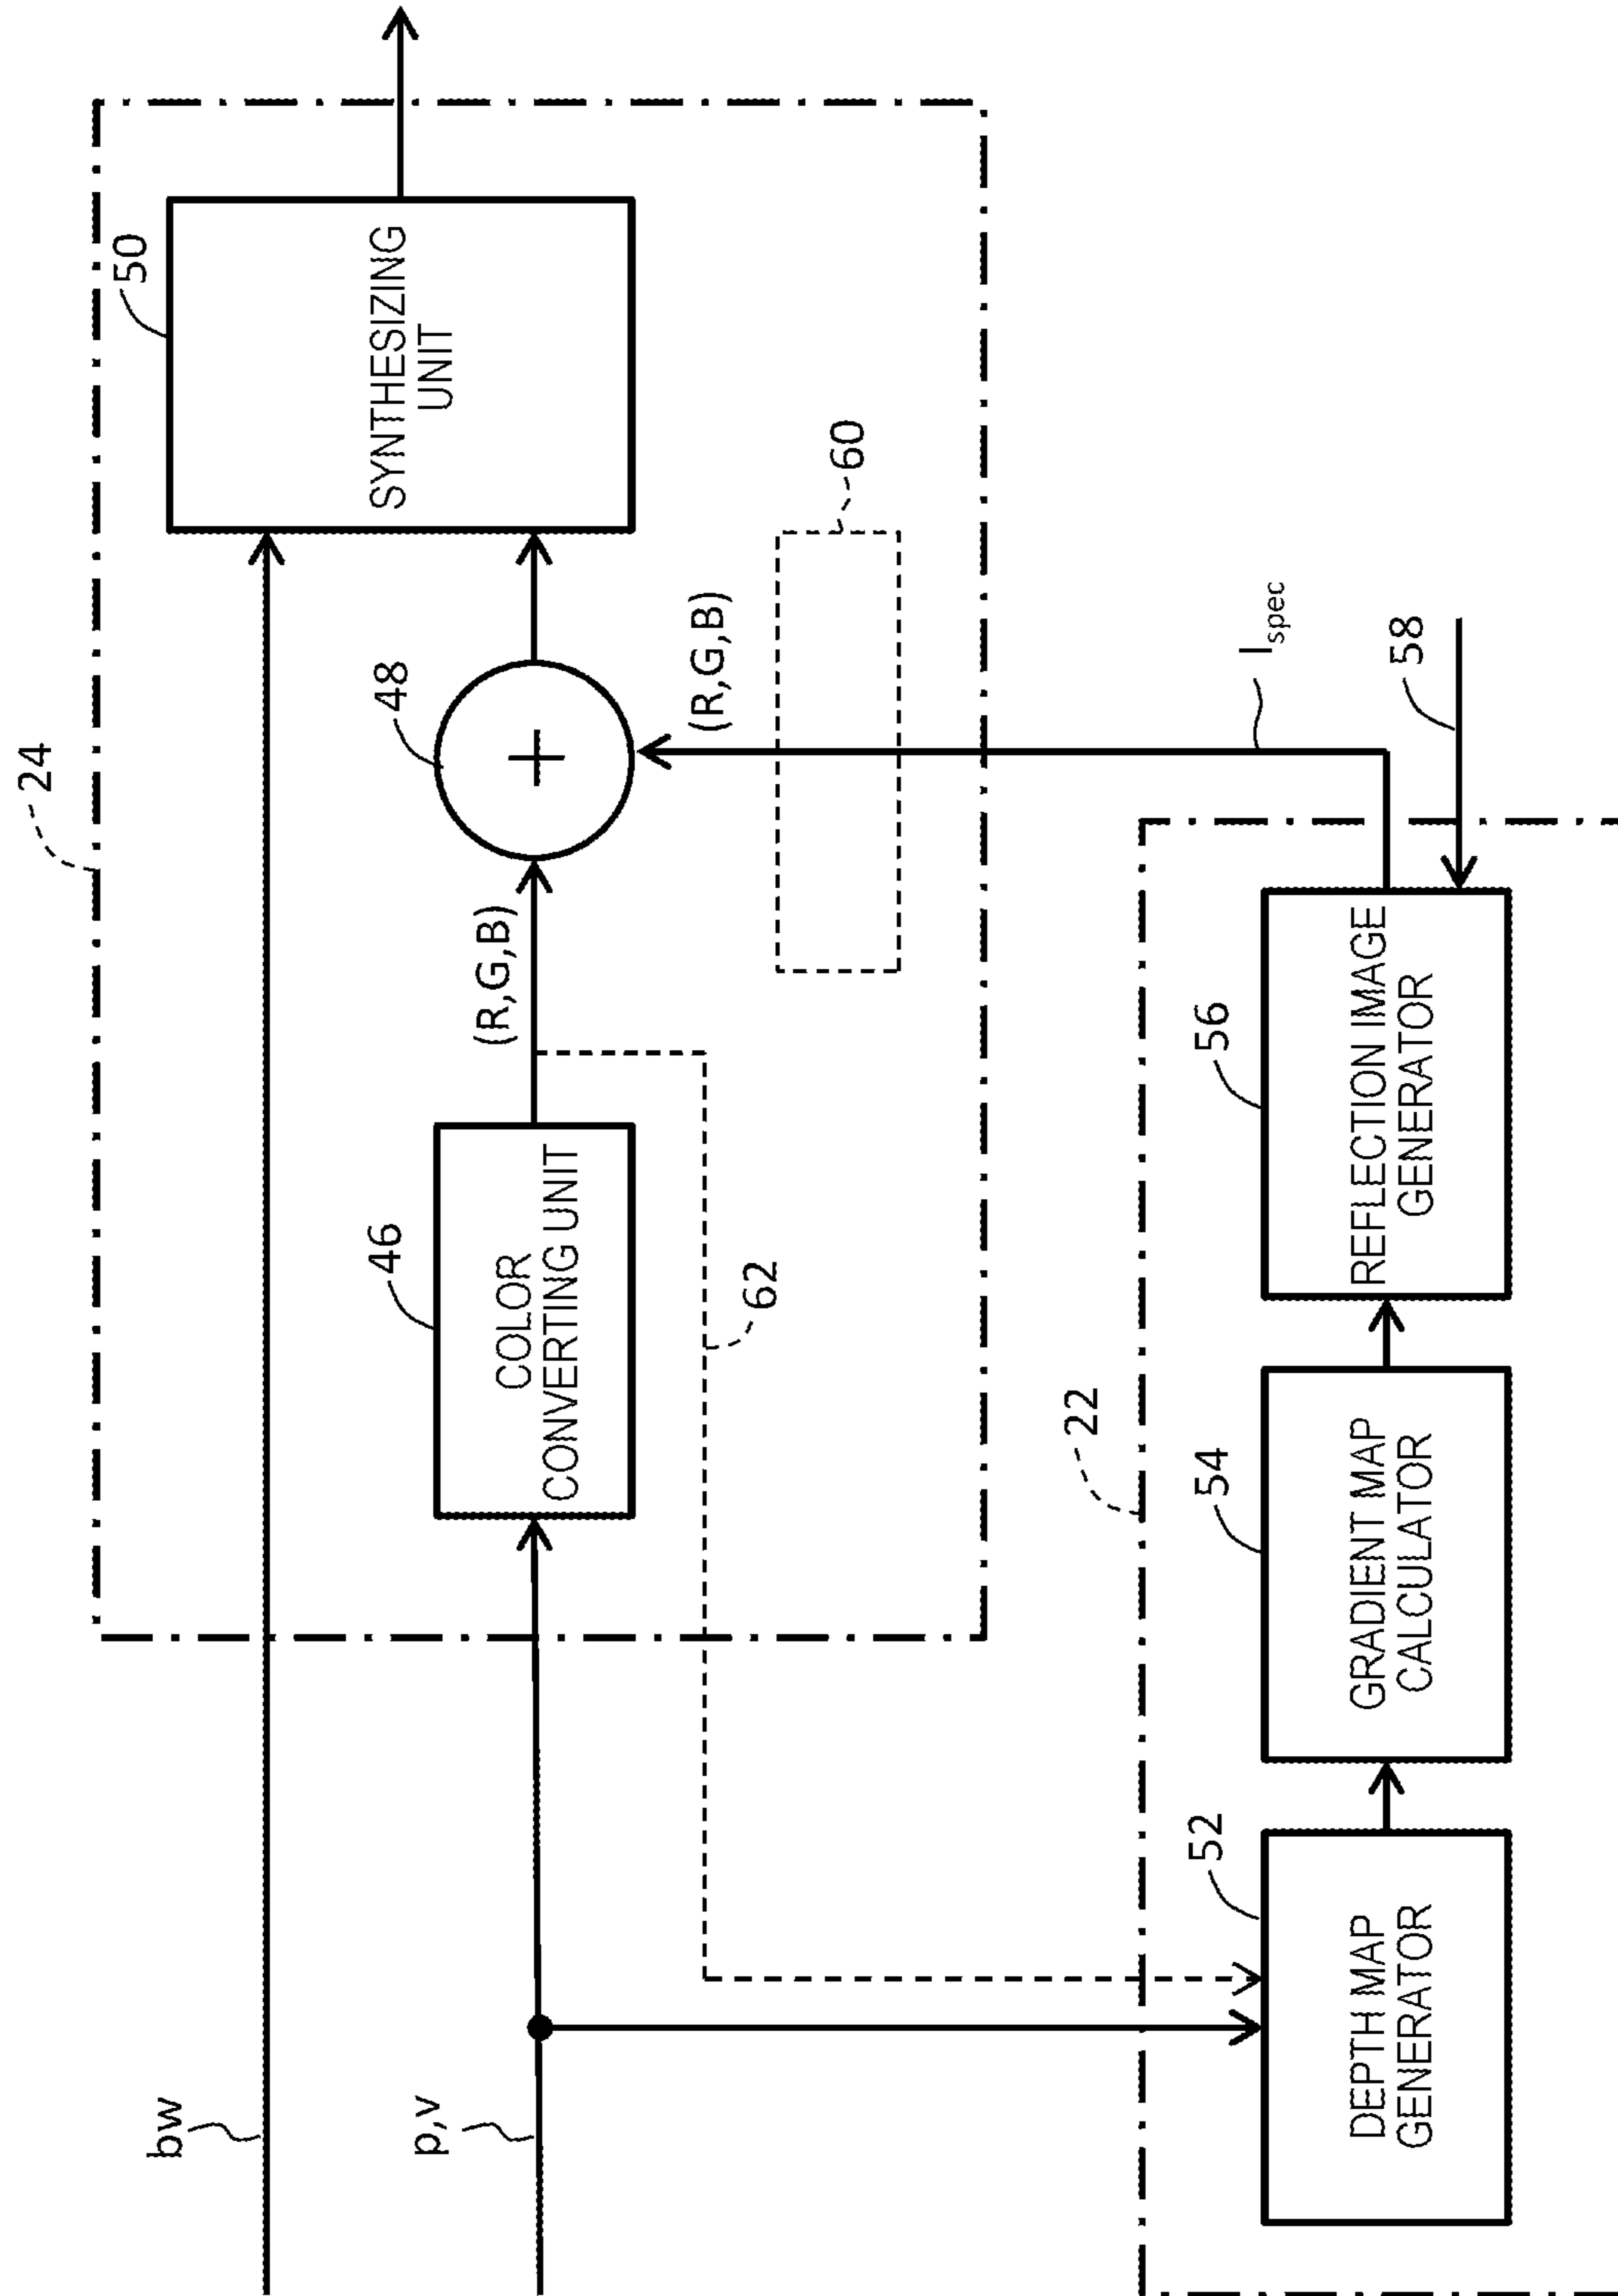 24
50
SYNTHESIZING
UNIT
bw
48
+
(R,G,B)
(R,G,B)
46
COLOR
CONVERTING UNIT
p,v
60
62
Ispec
58
22
52
DEPTH MAP
GENERATOR
54
GRADIENT MAP
CALCULATOR
56
REFLECTION IMAGE
GENERATOR